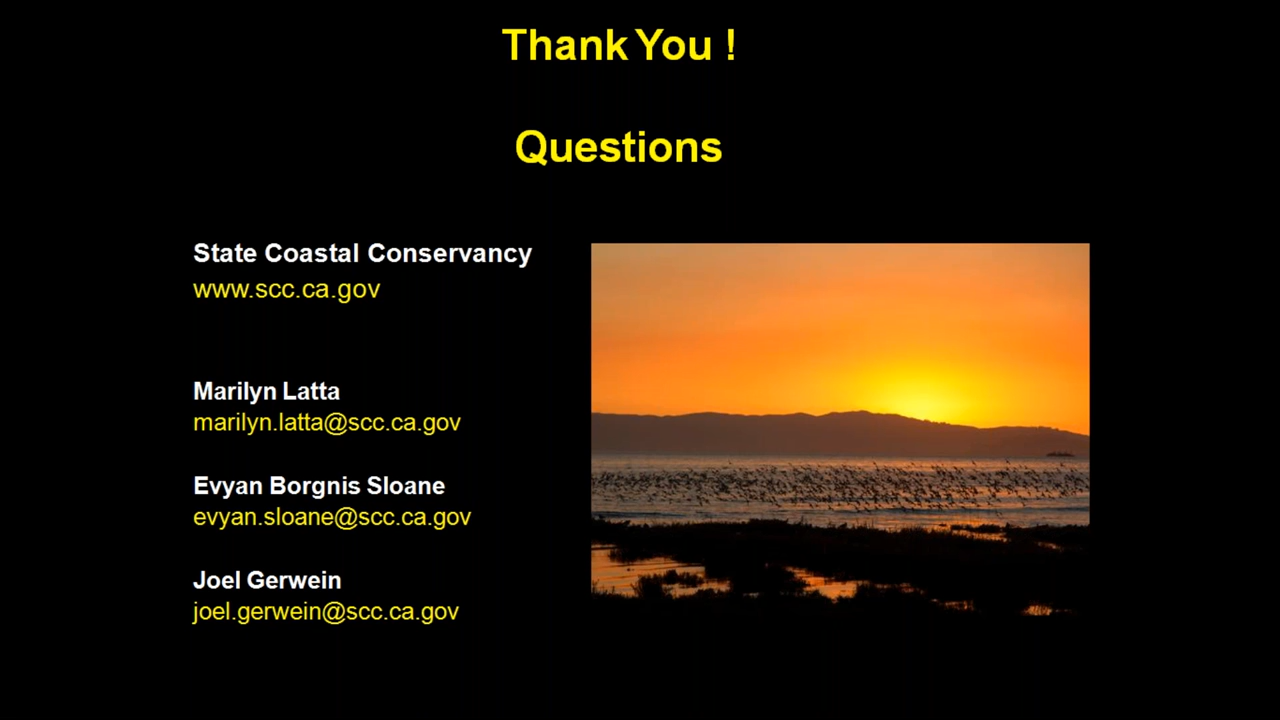 Thank You !
Questions
State Coastal Conservancy
www.scc.ca.gov
Marilyn Latta
marilyn.latta@scc.ca.gov
Evyan Borgnis Sloane
evyan.sloane@scc.ca.gov
Joel Gerwein
joel.gerwein@scc.ca.gov